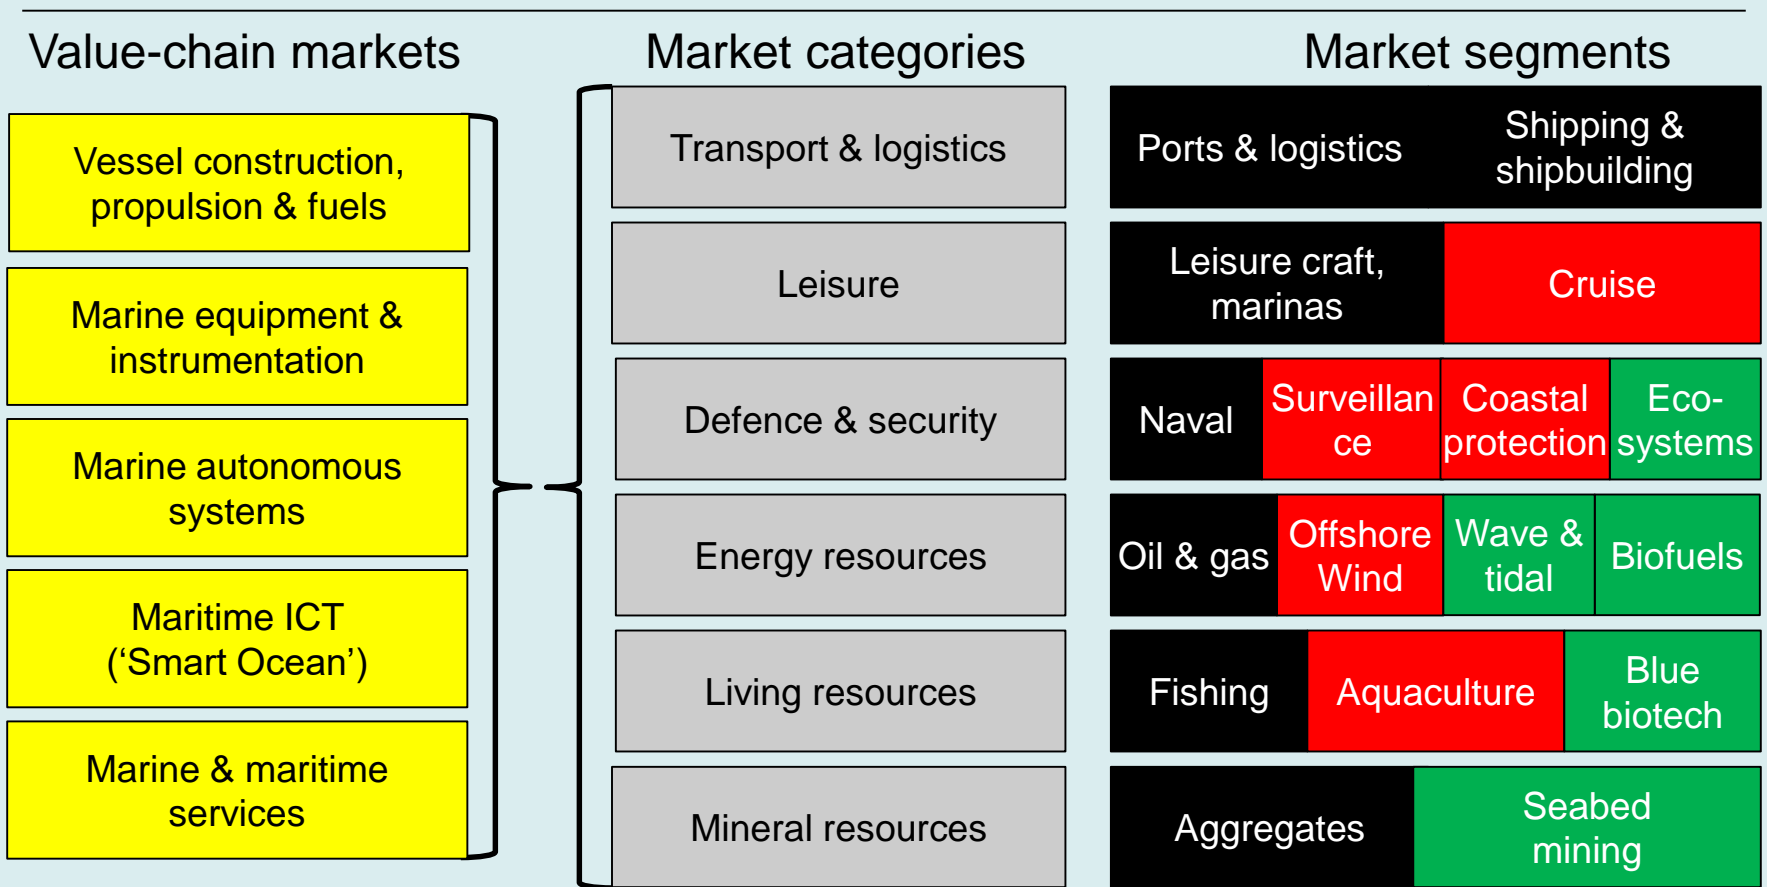 Value-chain markets
Market categories
Market segments
Vessel construction,
propulsion & fuels
Marine equipment &
instrumentation
Marine autonomous
systems
Maritime ICT
(‘Smart Ocean’)
Marine & maritime
services
Transport & logistics
Leisure
Defence & security
Energy resources
Living resources
Mineral resources
Ports & logistics
Shipping &
shipbuilding
Leisure craft,
marinas
Cruise
Naval
Surveillan
ce
Coastal
protection
Eco-
systems
Oil & gas
Offshore
Wind
Wave &
tidal
Biofuels
Fishing
Aquaculture
Blue
biotech
Aggregates
Seabed
mining